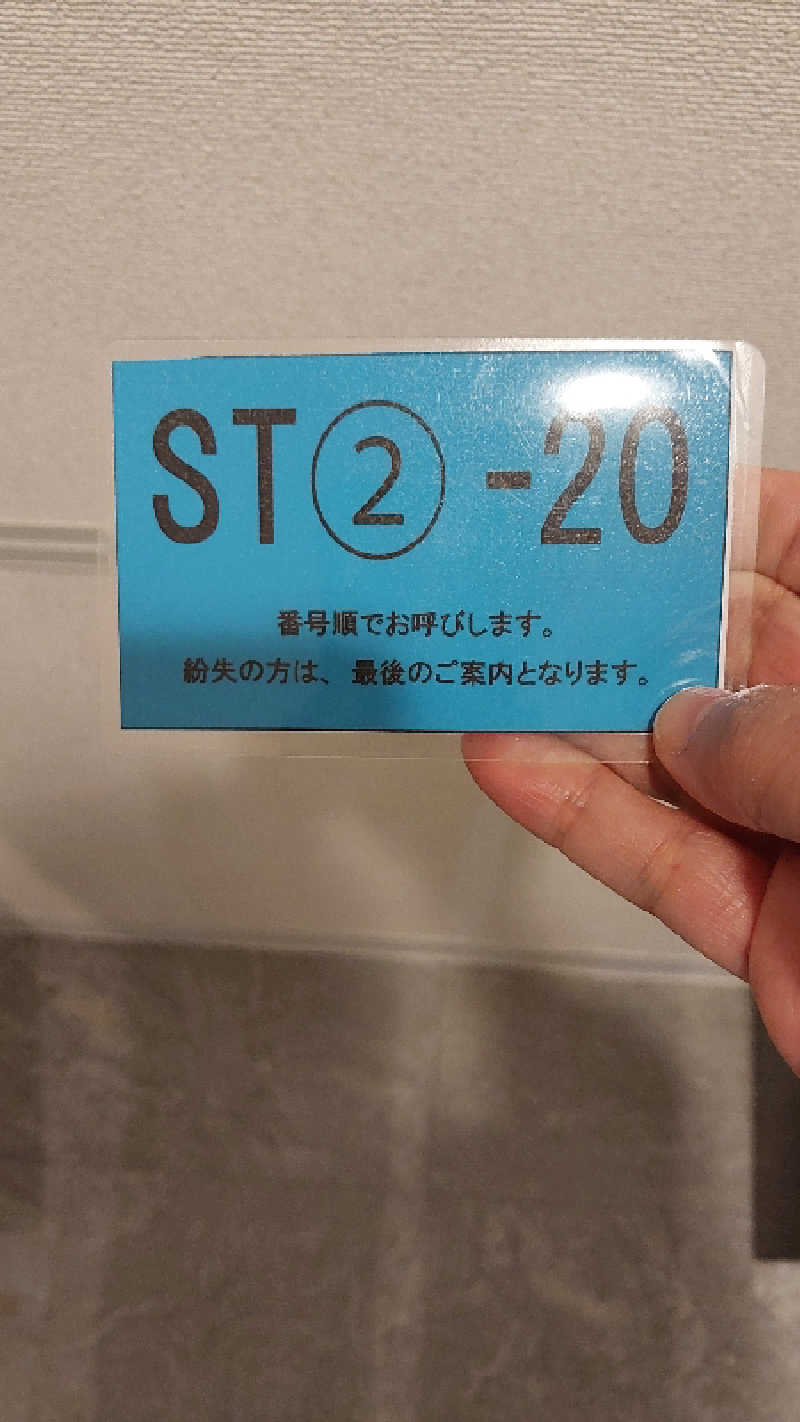 ST② -20
番号順でお呼びします。
紛失の方は、最後のご案内となります。